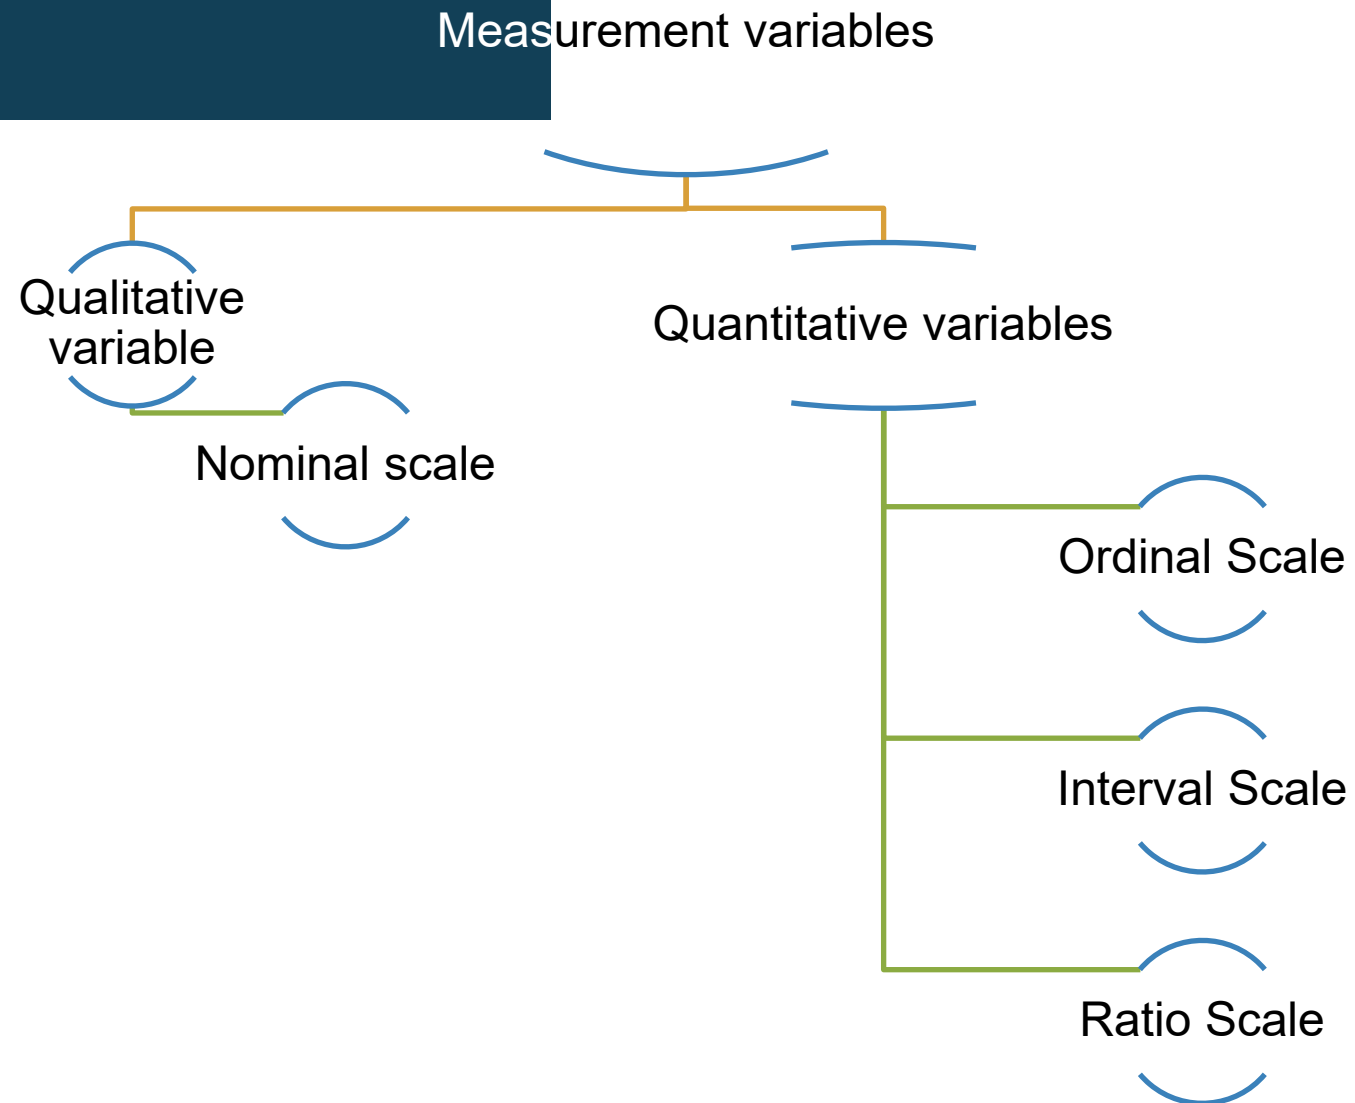 Measurement variables
Qualitative
variable
Quantitative variables
Nominal scale
Ordinal Scale
Interval Scale
Ratio Scale